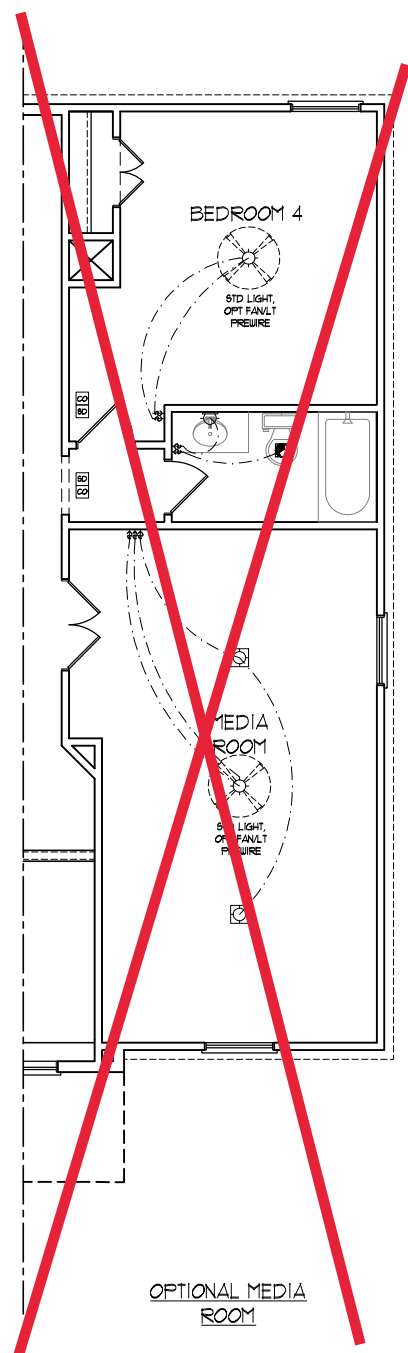 BEDROOM 4
STD LIGHT,
OPT FAN/LT
PREWIRE
SD
SD
MEDIA
ROOM
STD LIGHT,
OPT FAN/LT
PREWIRE
OPTIONAL MEDIA
ROOM